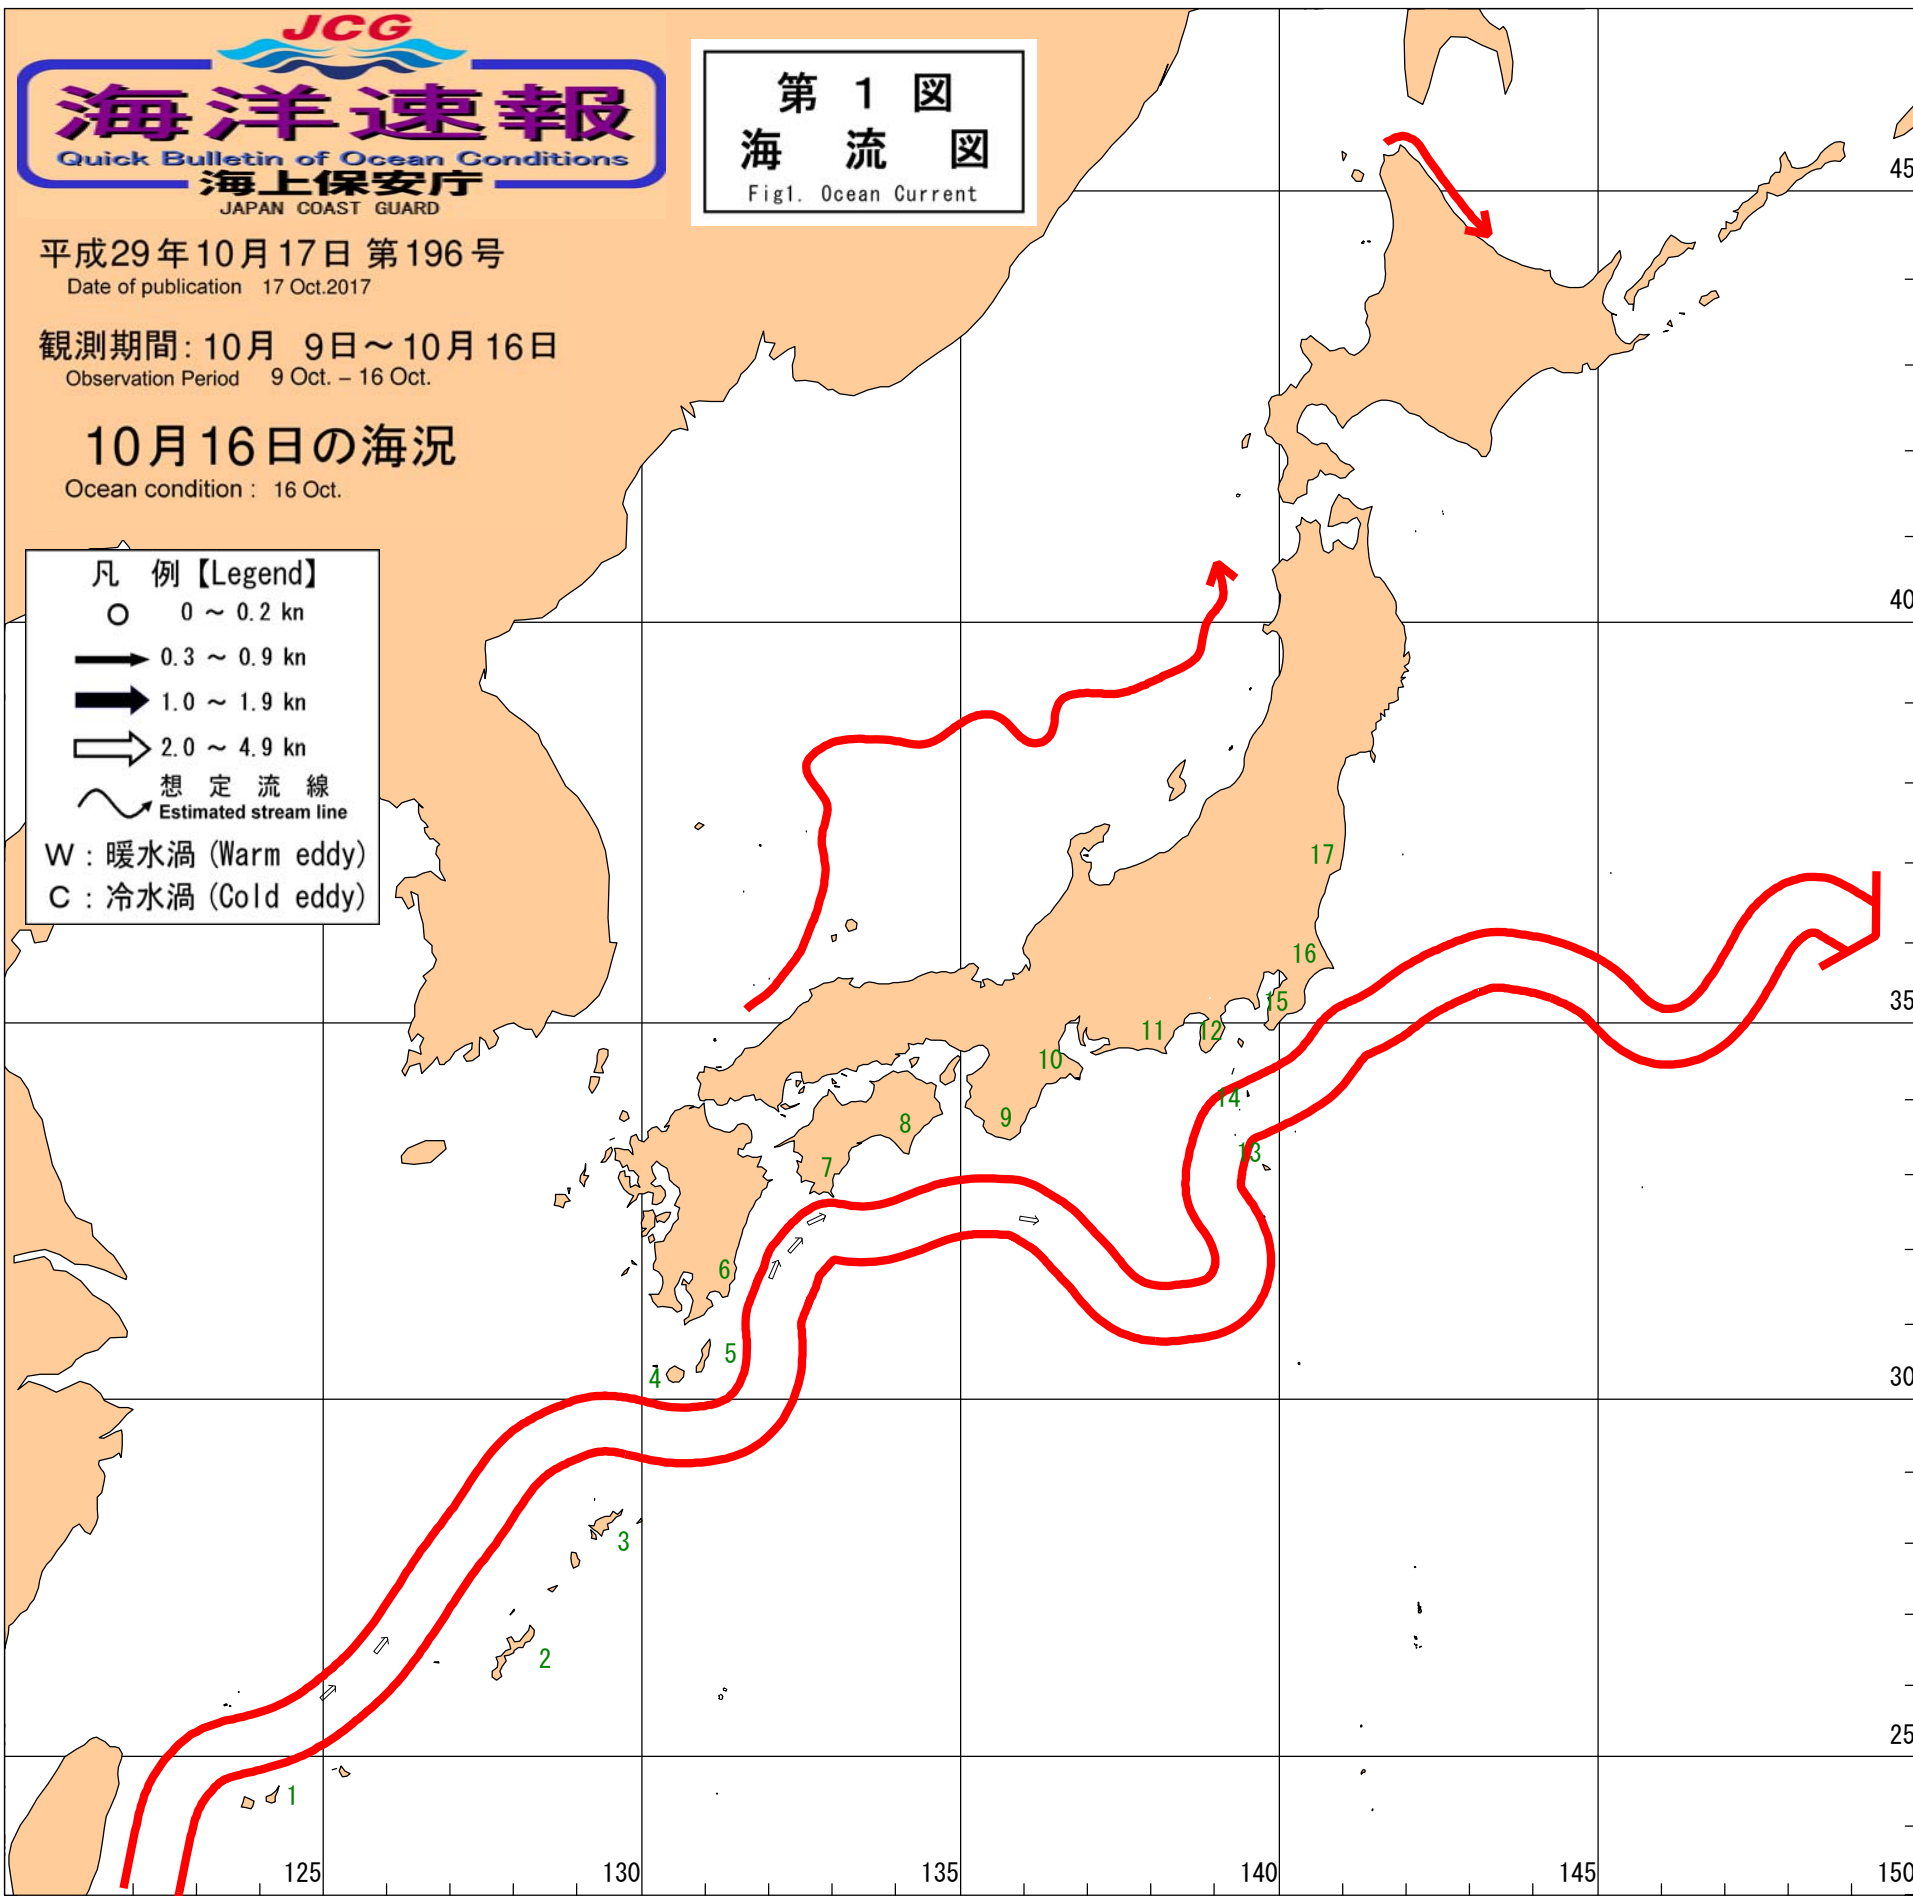 JCG
海洋速報
Quick Bulletin of Ocean Conditions
海上保安庁
JAPAN COAST GUARD
第 1 図
海 流 図
Fig1. Ocean Current
平成29年10月17日 第196号
Date of publication 17 Oct.2017
観測期間: 10月 9日～10月16日
Observation Period 9 Oct. – 16 Oct.
10月16日の海況
Ocean condition : 16 Oct.
凡 例【Legend】
0 ～ 0.2 kn
0.3 ～ 0.9 kn
1.0 ～ 1.9 kn
2.0 ～ 4.9 kn
想 定 流 線
Estimated stream line
W : 暖水渦 (Warm eddy)
C : 冷水渦 (Cold eddy)
45
40
35
30
25
17
16
15
11
12
10
14
9
8
13
7
6
5
4
3
2
1
125
130
135
140
145
150